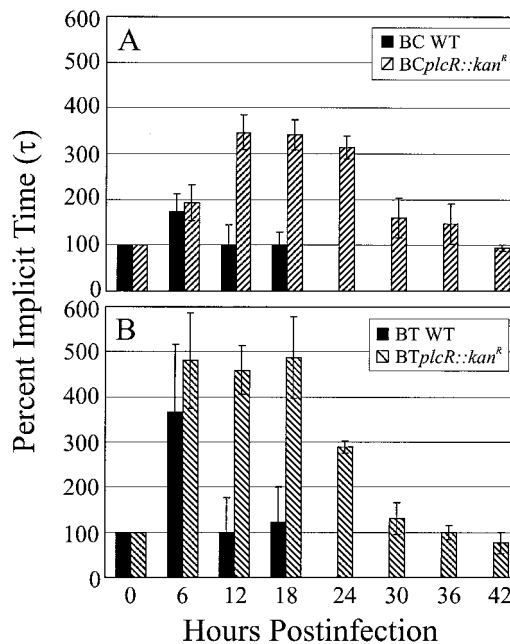 Percent Implicit Time (τ)
A
600
500
400
300
200
100
0
BC WT
BCplcR::kanᴿ
B
600
500
400
300
200
100
0
BT WT
BTplcR::kanᴿ
0 6 12 18 24 30 36 42
Hours Postinfection